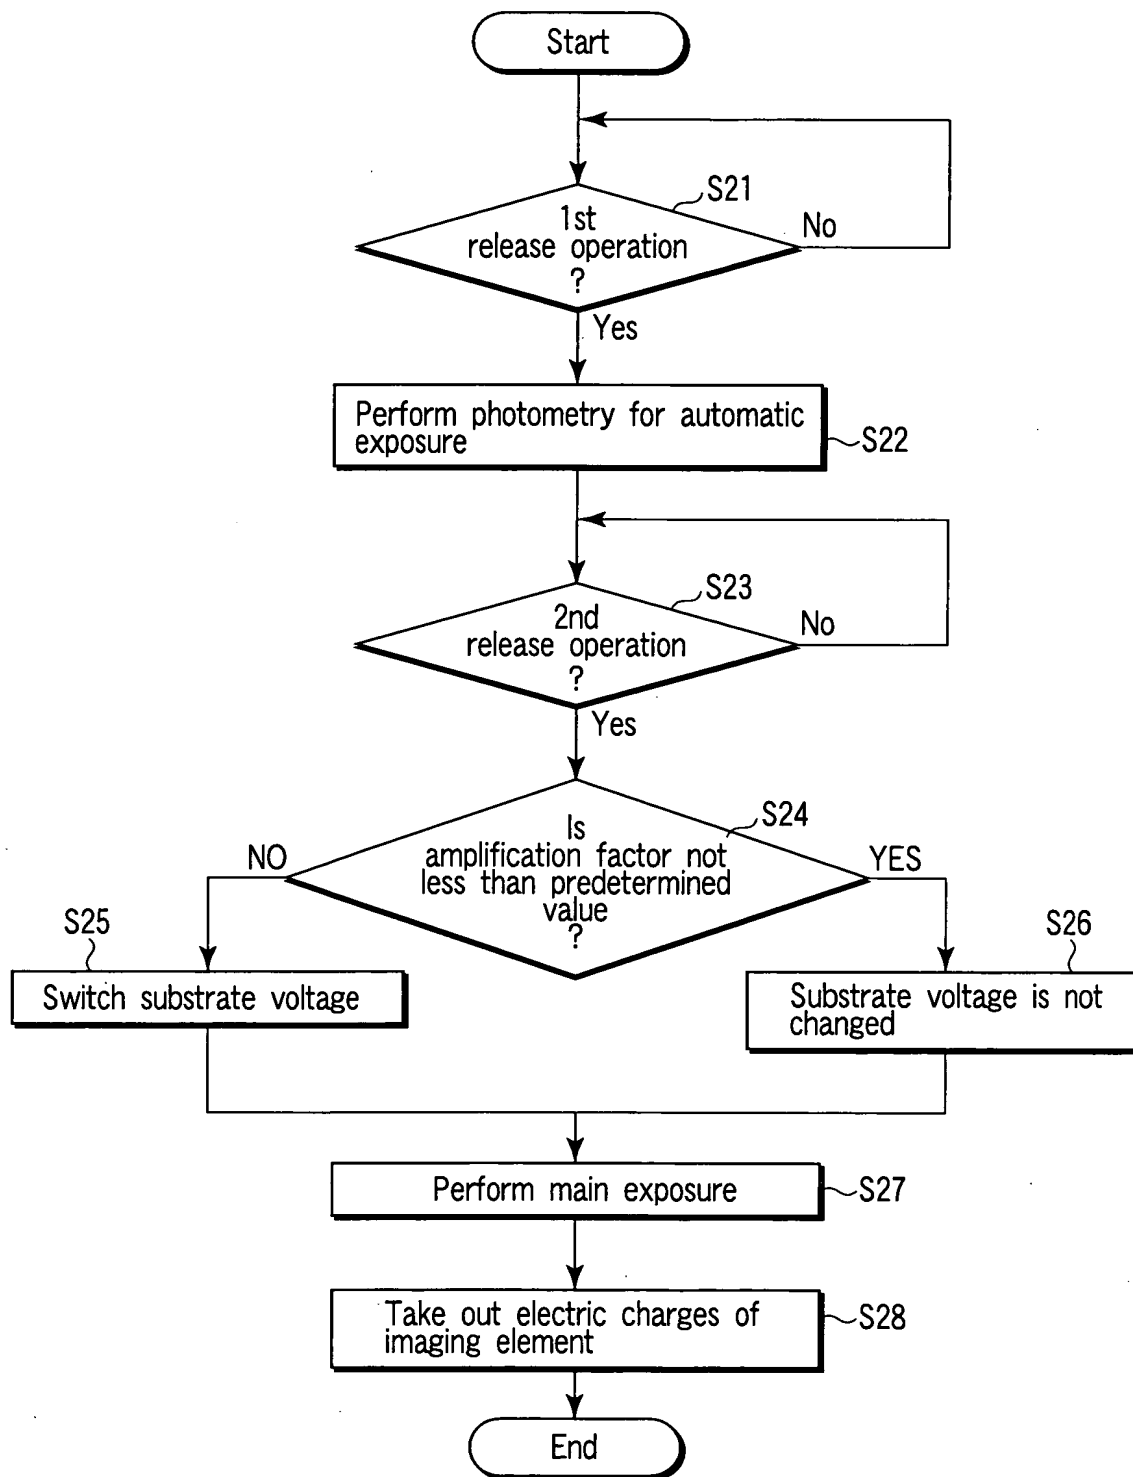 Start
S21
1st
release operation
?
No
Yes
Perform photometry for automatic
exposure
S22
S23
2nd
release operation
?
No
Yes
S24
Is
amplification factor not
less than predetermined
value
?
NO
YES
S25
Switch substrate voltage
S26
Substrate voltage is not
changed
Perform main exposure
S27
Take out electric charges of
imaging element
S28
End